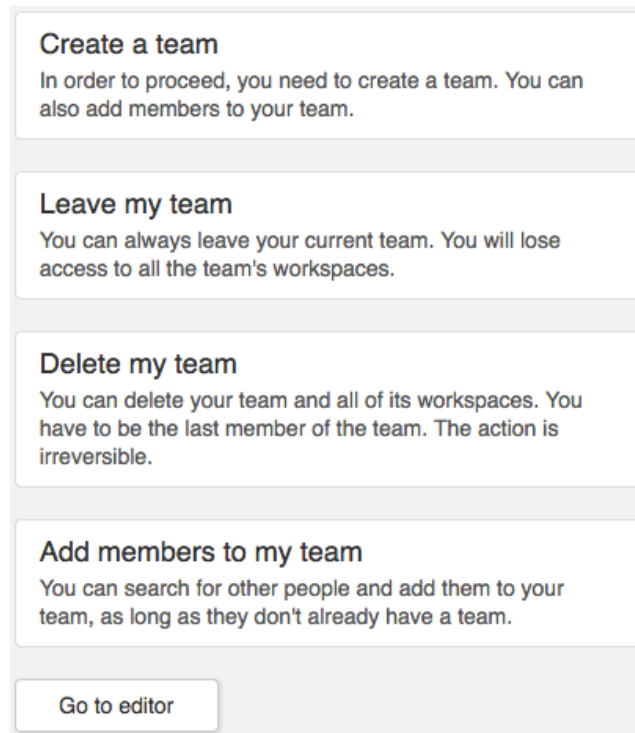 Create a team
In order to proceed, you need to create a team. You can
also add members to your team.
Leave my team
You can always leave your current team. You will lose
access to all the team's workspaces.
Delete my team
You can delete your team and all of its workspaces. You
have to be the last member of the team. The action is
irreversible.
Add members to my team
You can search for other people and add them to your
team, as long as they don't already have a team.
Go to editor